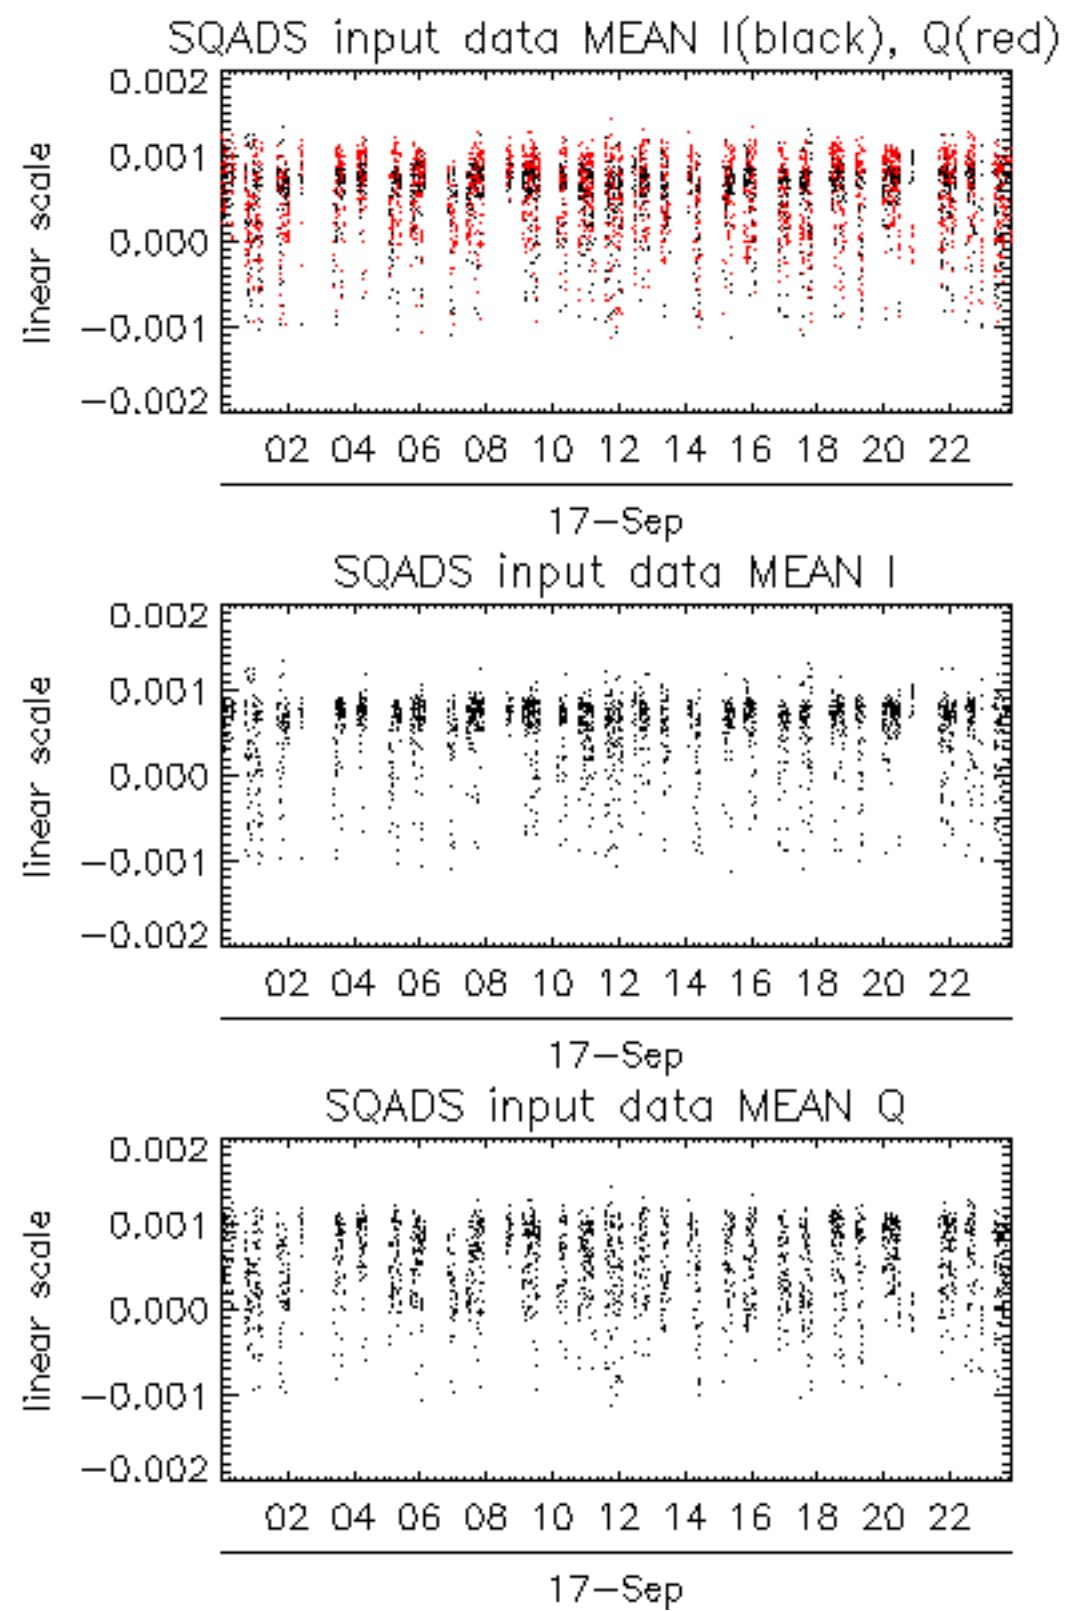 SQADS input data MEAN I(black), Q(red)
0.002
0.001
0.000
−0.001
−0.002
linear scale
02 04 06 08 10 12 14 16 18 20 22
17−Sep
SQADS input data MEAN I
0.002
0.001
0.000
−0.001
−0.002
linear scale
02 04 06 08 10 12 14 16 18 20 22
17−Sep
SQADS input data MEAN Q
0.002
0.001
0.000
−0.001
−0.002
linear scale
02 04 06 08 10 12 14 16 18 20 22
17−Sep